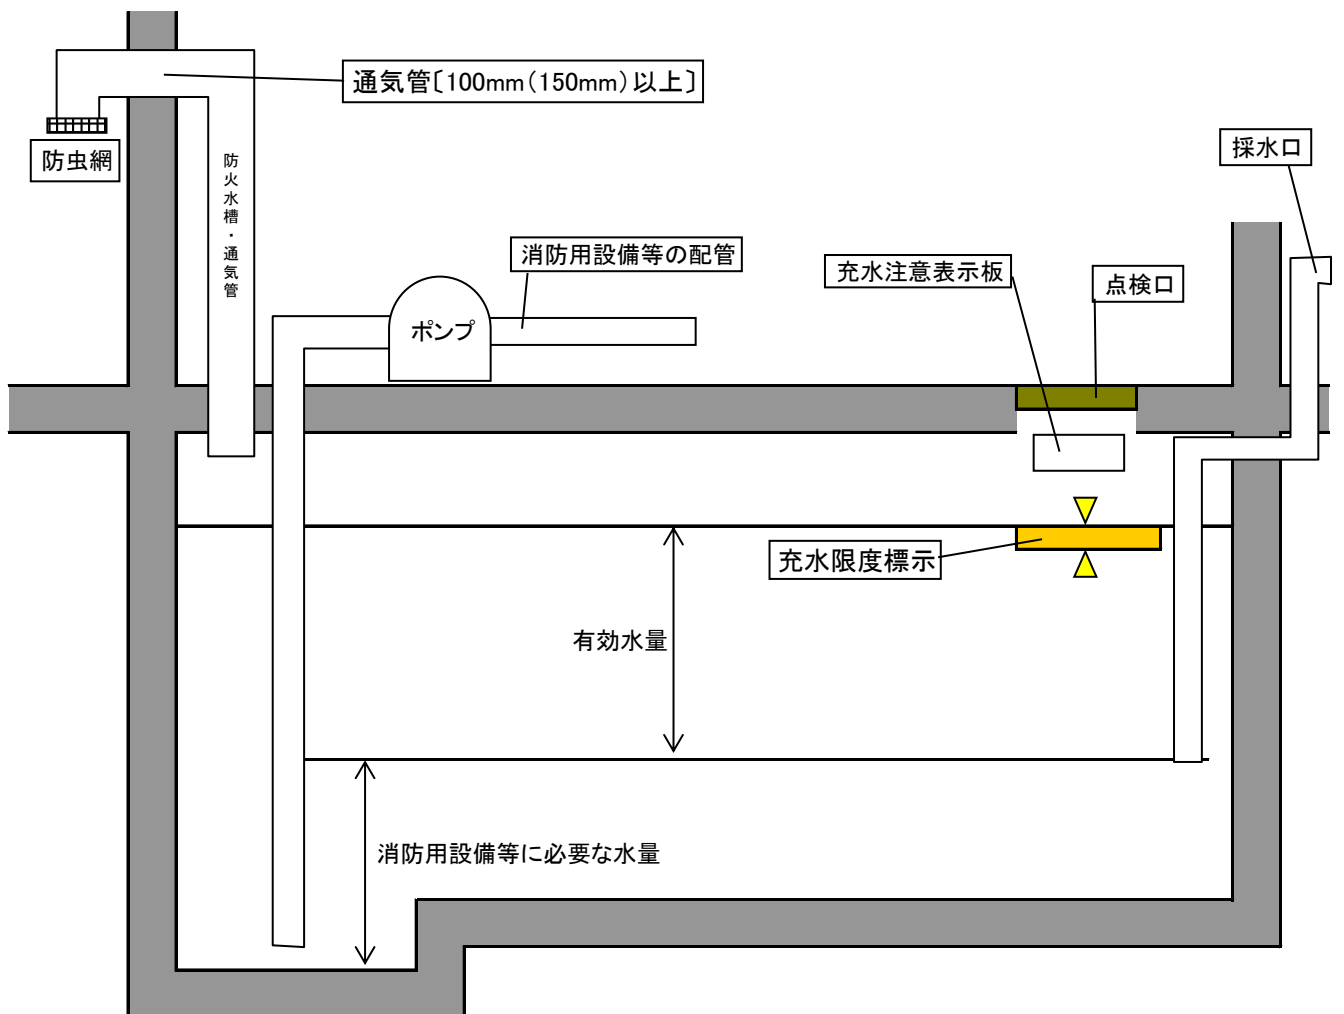 通気管〔100mm（150mm）以上〕
採水口
防虫網
防火水槽・通気管
消防用設備等の配管
充水注意表示板
点検口
ポンプ
充水限度標示
有効水量
消防用設備等に必要な水量